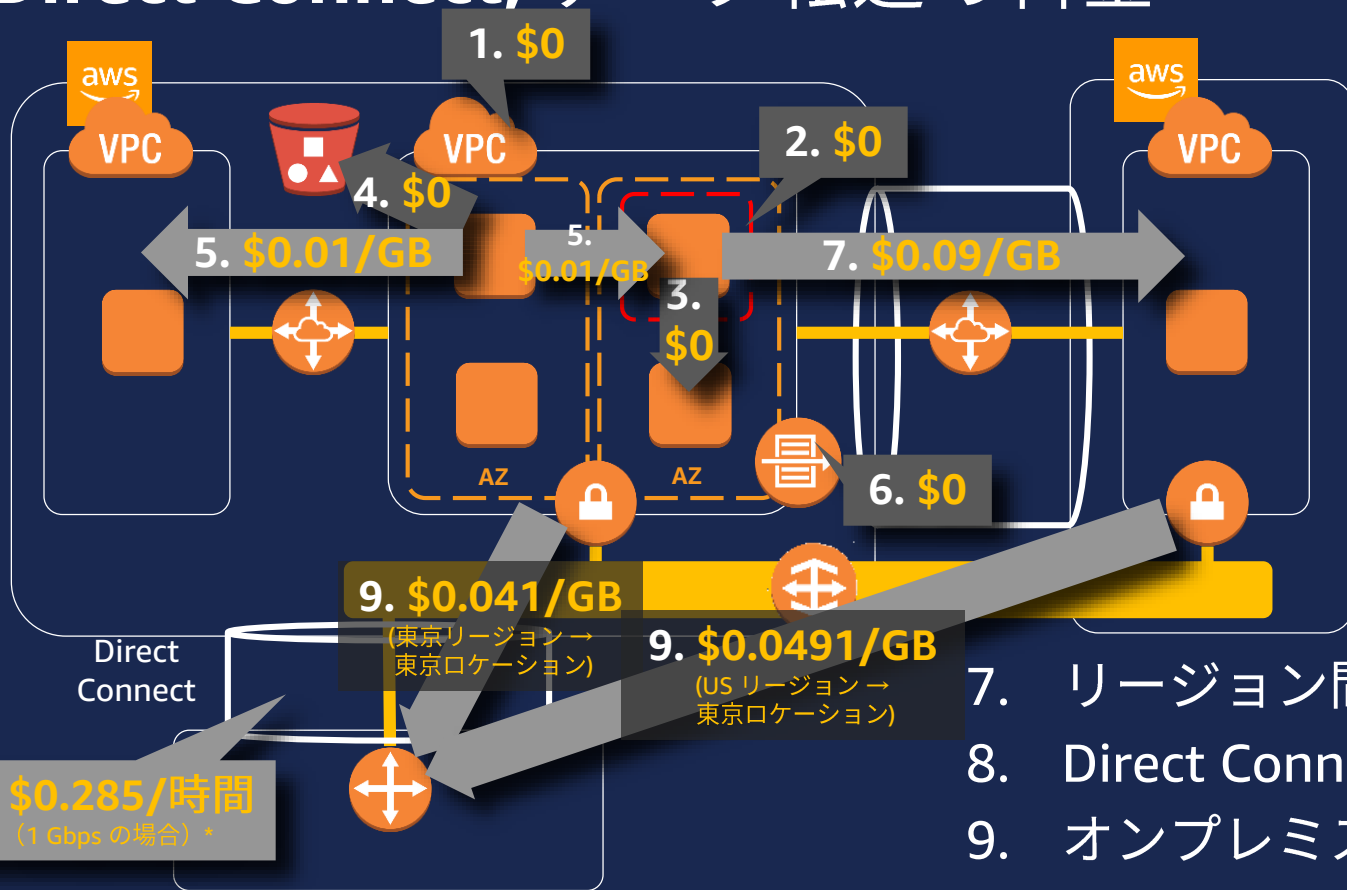 Direct Connect,
aws
1. $0
aws
VPC
VPC
VPC
2. $0
4. $0
5. $0.01/GB
5.
$0.01/GB
7. $0.09/GB
3.
$0
AZ
AZ
6. $0
9. $0.041/GB
(東京リージョン →
東京ロケーション)
9. $0.0491/GB
(US リージョン →
東京ロケーション)
Direct
Connect
$0.285/時間
（1 Gbps の場合）*
7. リージョン間
8. Direct Conn
9. オンプレミス